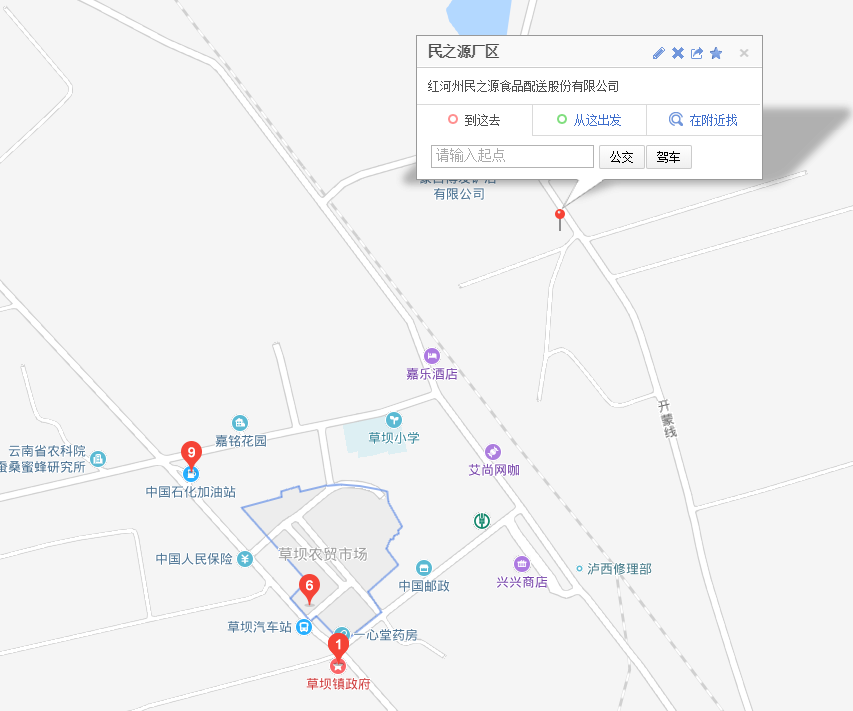 民之源厂区
红河州民之源食品配送股份有限公司
到这去
从这出发
在附近找
请输入起点
公交
驾车
有限公司
嘉乐酒店
开蒙线
草坝小学
嘉铭花园
9
云南省农科院
蚕桑蜜蜂研究所
艾尚网咖
中国石化加油站
草坝农贸市场
中国人民保险
泸西修理部
兴兴商店
中国邮政
6
草坝汽车站
一心堂药房
1
草坝镇政府